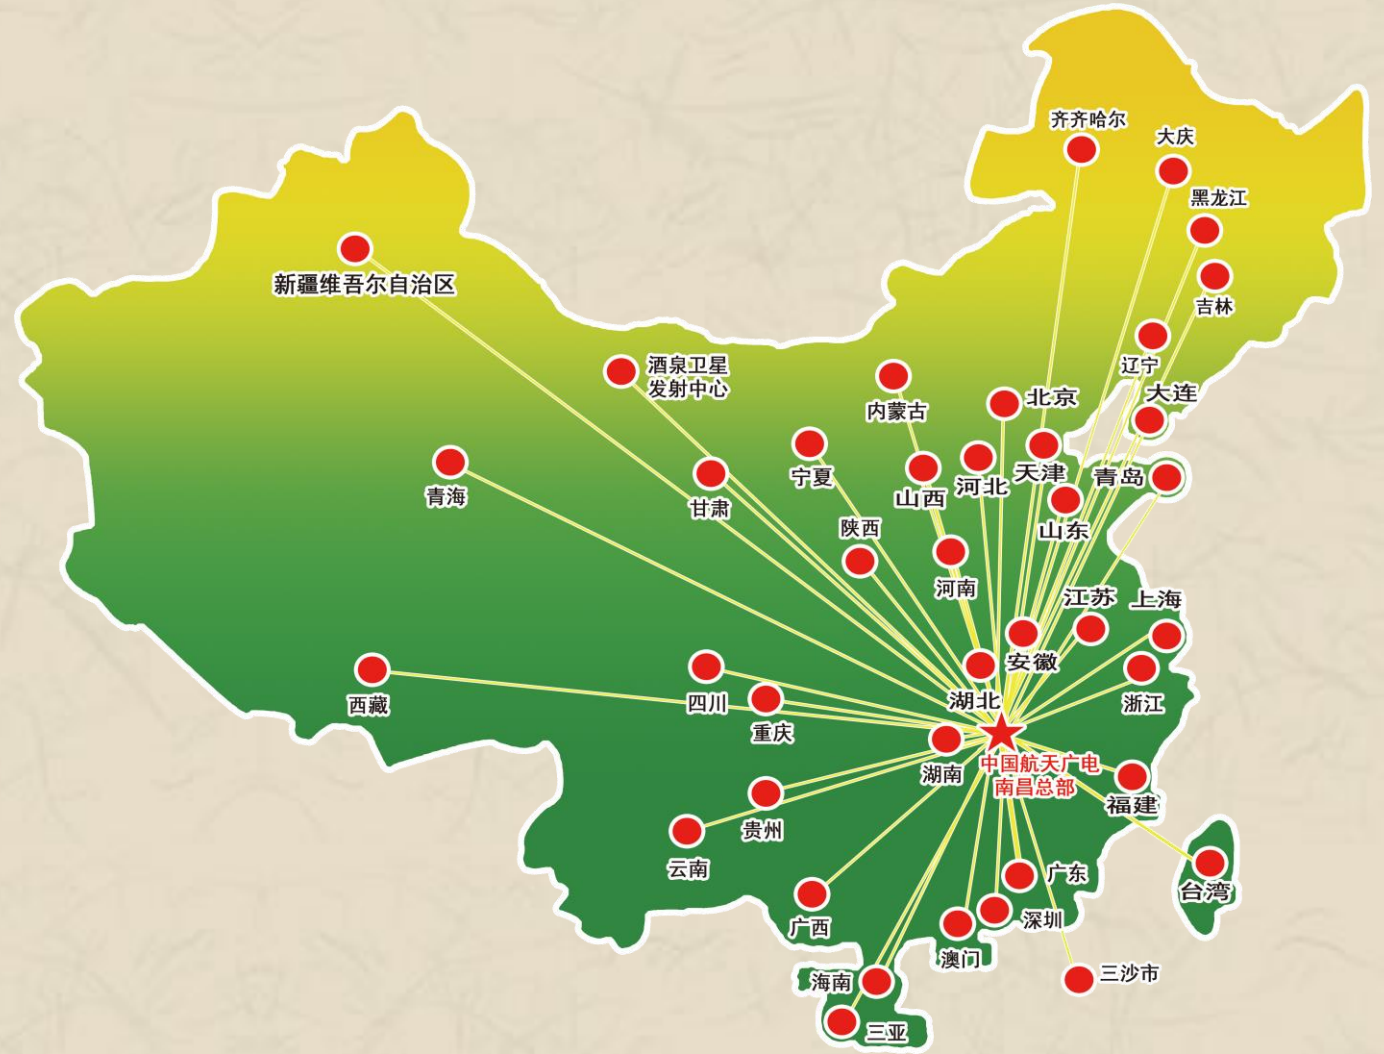 齐齐哈尔
大庆
黑龙江
新疆维吾尔自治区
吉林
酒泉卫星
发射中心
辽宁
内蒙古
北京
大连
宁夏
天津
青岛
青海
甘肃
山西
河北
陕西
山东
河南
江苏
上海
安徽
西藏
四川
湖北
浙江
重庆
中国航天广电
南昌总部
湖南
福建
贵州
云南
广东
台湾
广西
深圳
澳门
海南
三沙市
三亚